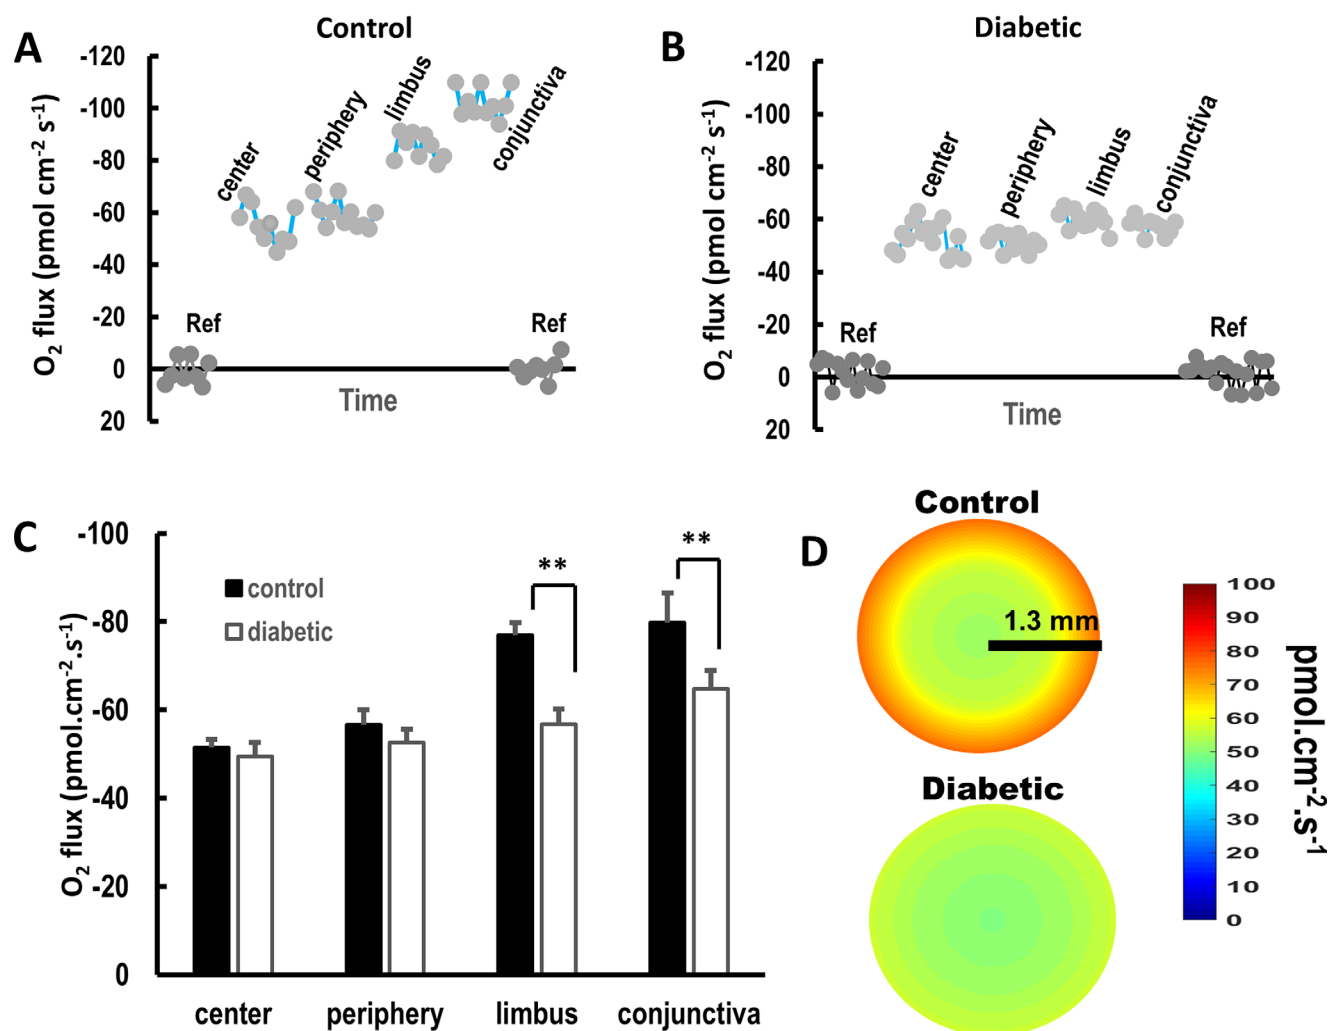 A
Control
-120
-100
-80
-60
-40
-20
0
20
O2 flux (pmol cm-2 s-1)
center
periphery
limbus
conjunctiva
Ref
Ref
Time
B
Diabetic
-120
-100
-80
-60
-40
-20
0
20
O2 flux (pmol cm-2 s-1)
center
periphery
limbus
conjunctiva
Ref
Ref
Time
C
-100
-80
-60
-40
-20
0
O2 flux (pmol.cm-2.s-1)
control
diabetic
**
**
center periphery limbus conjunctiva
D
Control
1.3 mm
Diabetic
100
90
80
70
60
50
40
30
20
10
0
pmol.cm-2.s-1